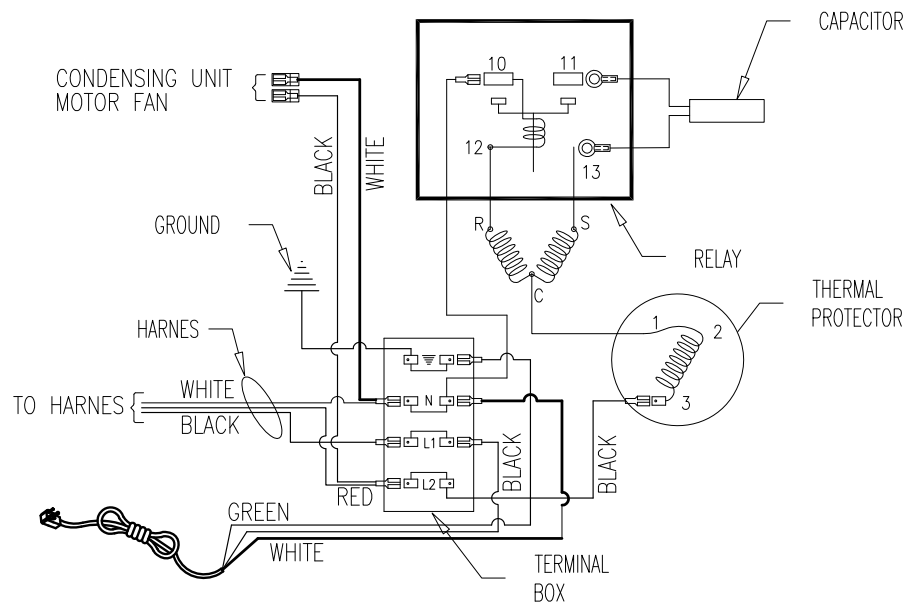 CAPACITOR
10
11
CONDENSING UNIT
MOTOR FAN
BLACK
WHITE
12
13
R
S
GROUND
RELAY
C
THERMAL
PROTECTOR
HARNES
1
2
WHITE
N
TO HARNES
3
BLACK
L1
BLACK
BLACK
L2
RED
GREEN
WHITE
TERMINAL
BOX